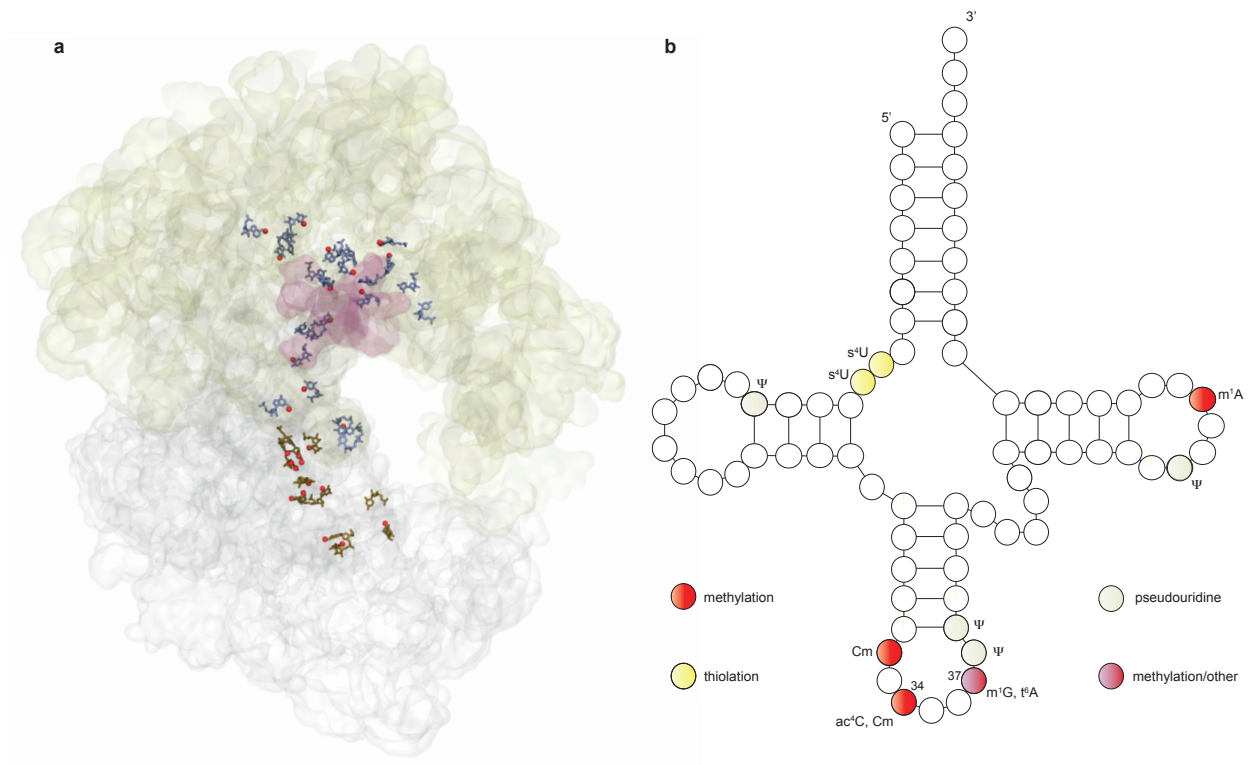 a
b
3’
5’
s⁴U
s⁴U
Ψ
m¹A
Ψ
Ψ
Cm
Ψ
34
37
m¹G, t⁶A
ac⁴C, Cm
methylation
pseudouridine
thiolation
methylation/other